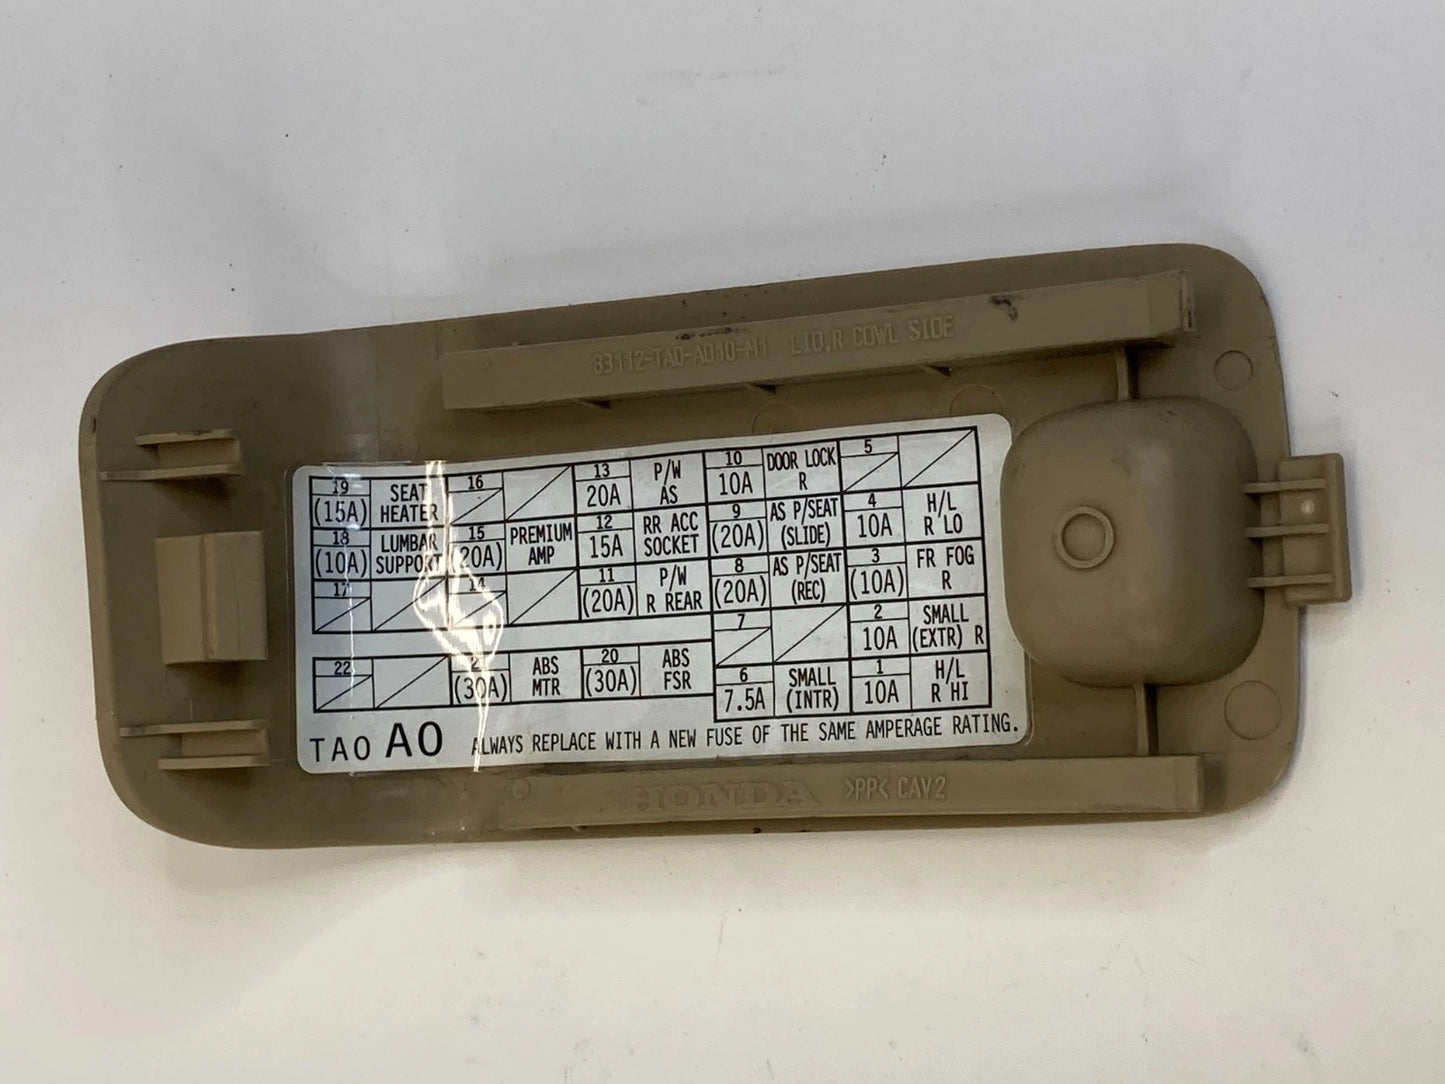 83112-TA0-A010-M1 LID,R COWL SIDE
19 SEAT HEATER (15A)
16
13 P/W AS 20A
10 DOOR LOCK R 10A
5
18 LUMBAR SUPPORT (10A)
15 PREMIUM AMP (20A)
12 RR ACC SOCKET 15A
9 AS P/SEAT (SLIDE) (20A)
4 H/L R LO 10A
17
14
11 P/W R REAR (20A)
8 AS P/SEAT (REC) (20A)
3 FR FOG R (10A)
7
2 SMALL (EXTR) R 10A
22
2 ABS MTR (30A)
20 ABS FSR (30A)
6 SMALL (INTR) 7.5A
1 H/L R HI 10A
TA0 A0 ALWAYS REPLACE WITH A NEW FUSE OF THE SAME AMPERAGE RATING.
HONDA >PP< CAV2